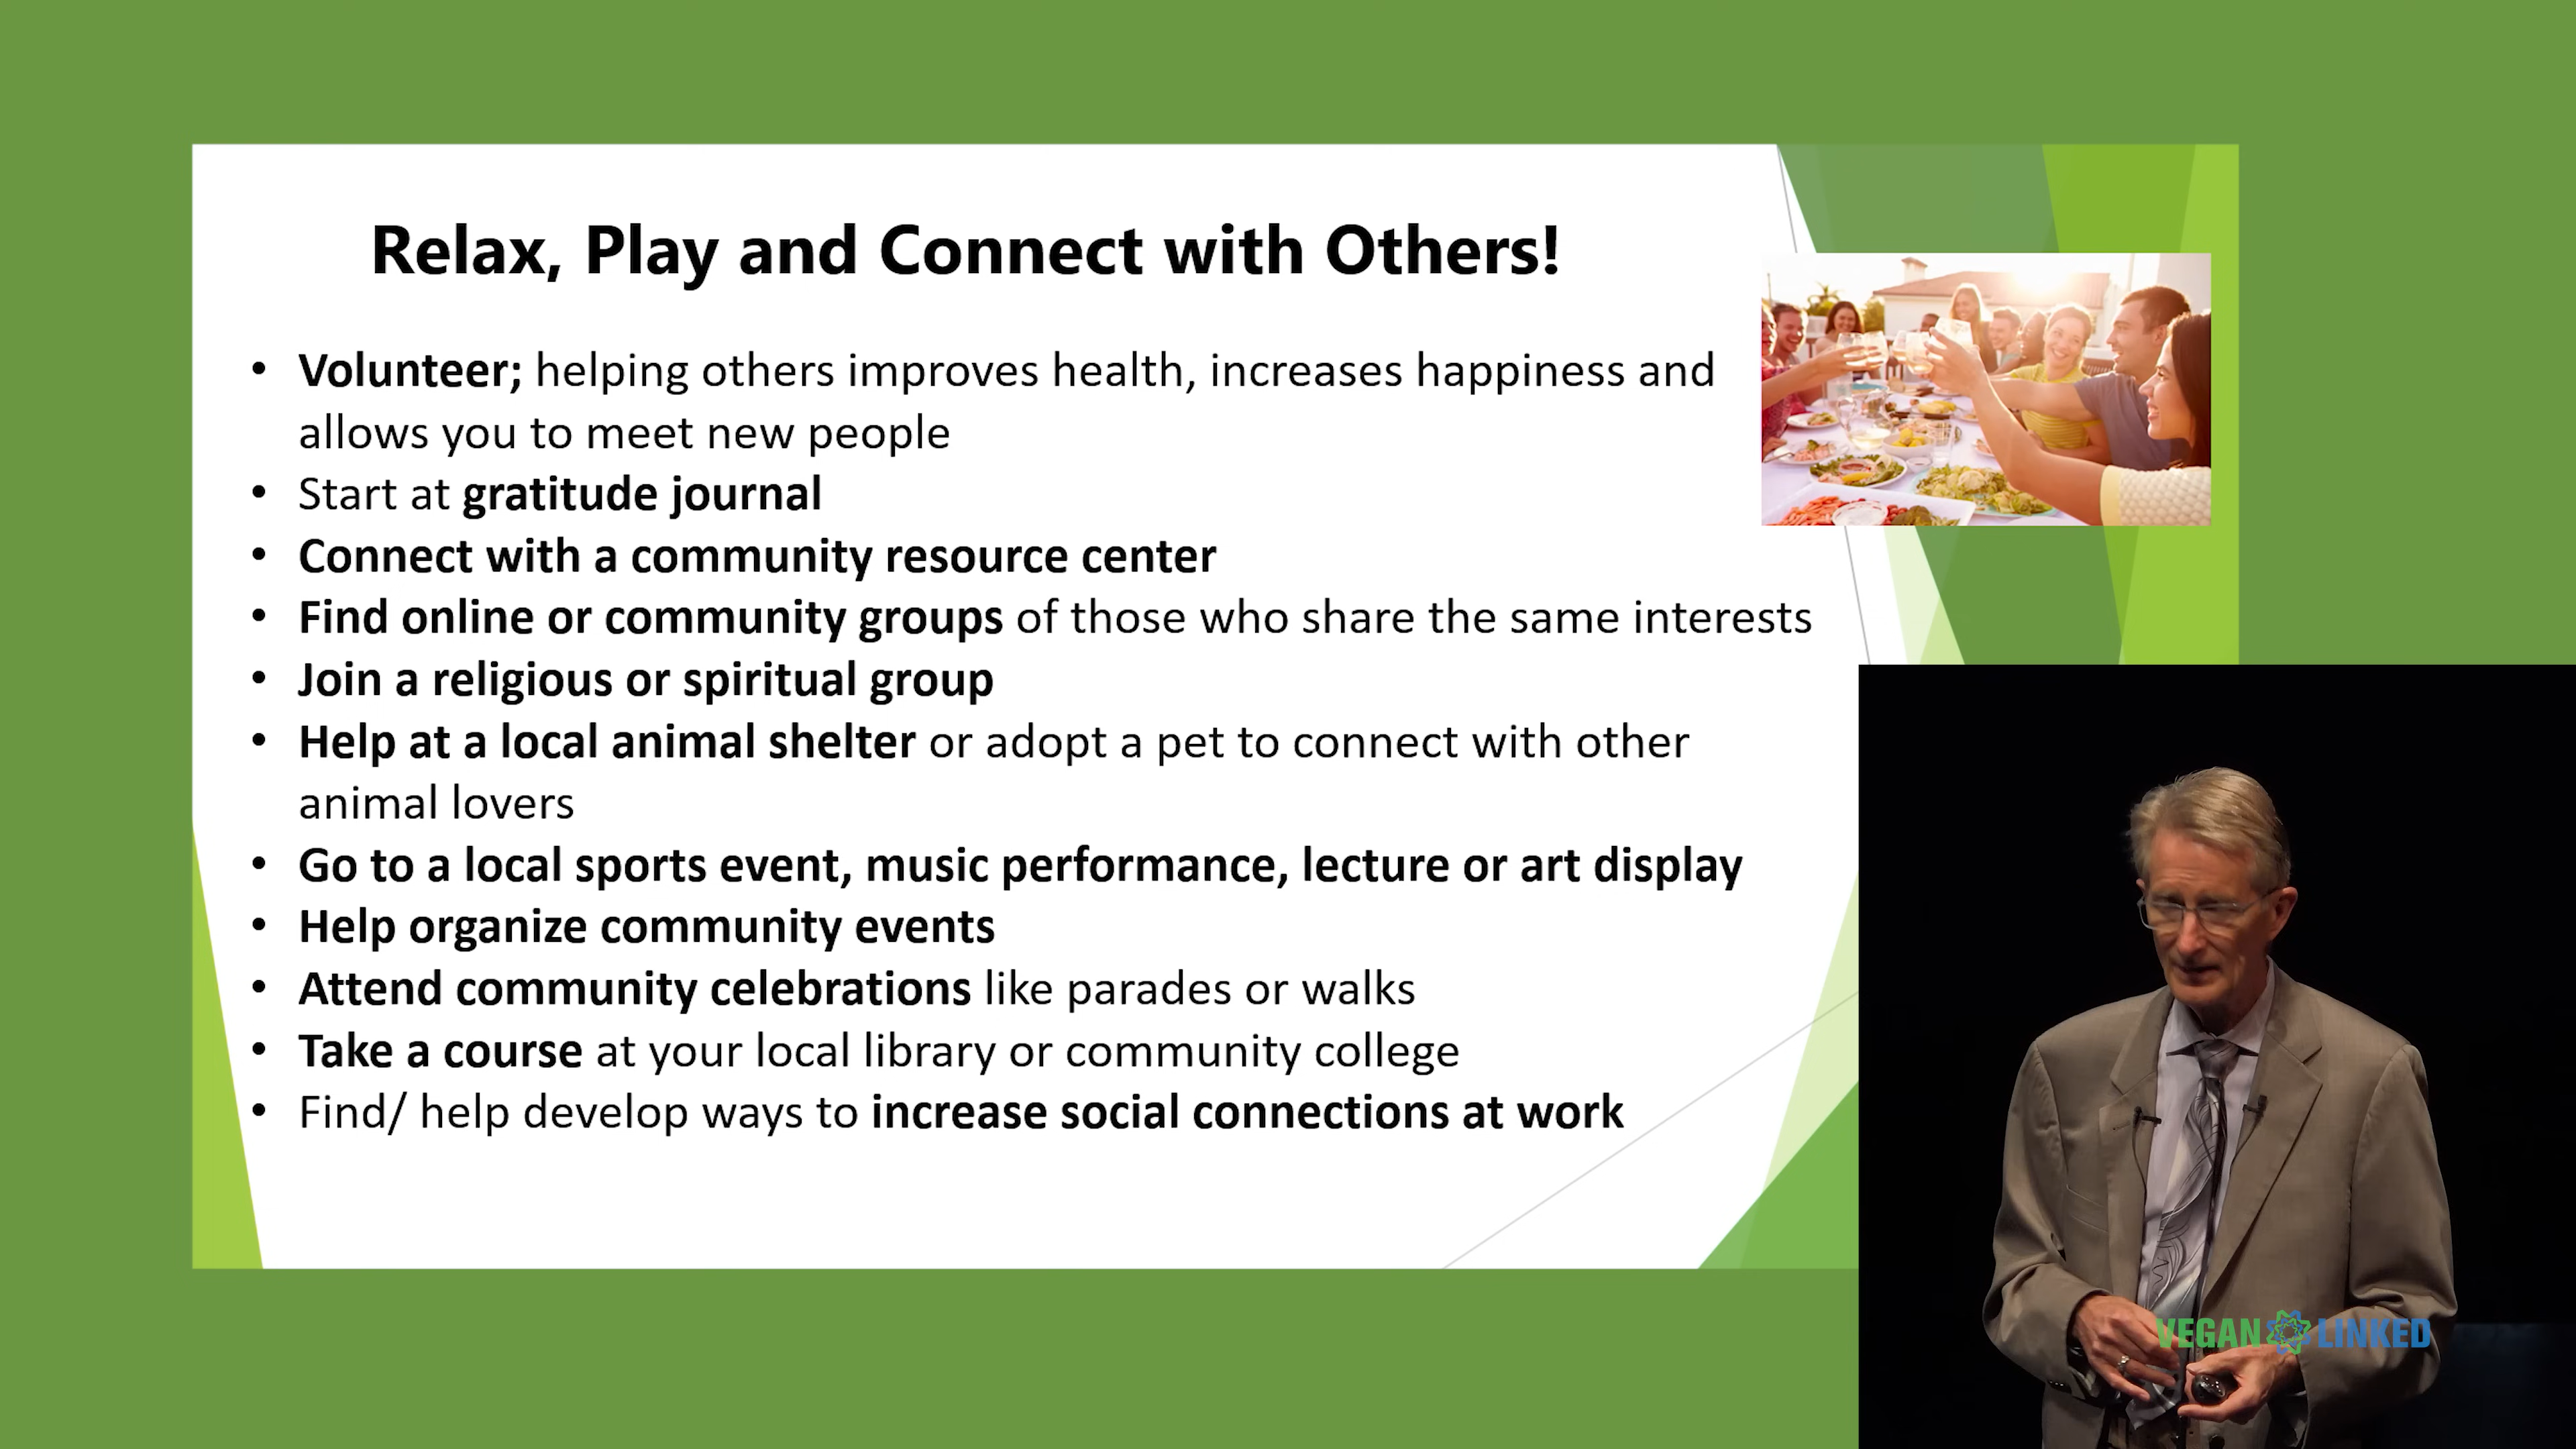 Relax, Play and Connect with Others!
• Volunteer; helping others improves health, increases happiness and
allows you to meet new people
• Start at gratitude journal
• Connect with a community resource center
• Find online or community groups of those who share the same interests
• Join a religious or spiritual group
• Help at a local animal shelter or adopt a pet to connect with other
animal lovers
• Go to a local sports event, music performance, lecture or art display
• Help organize community events
• Attend community celebrations like parades or walks
• Take a course at your local library or community college
• Find/ help develop ways to increase social connections at work
VEGAN LINKED